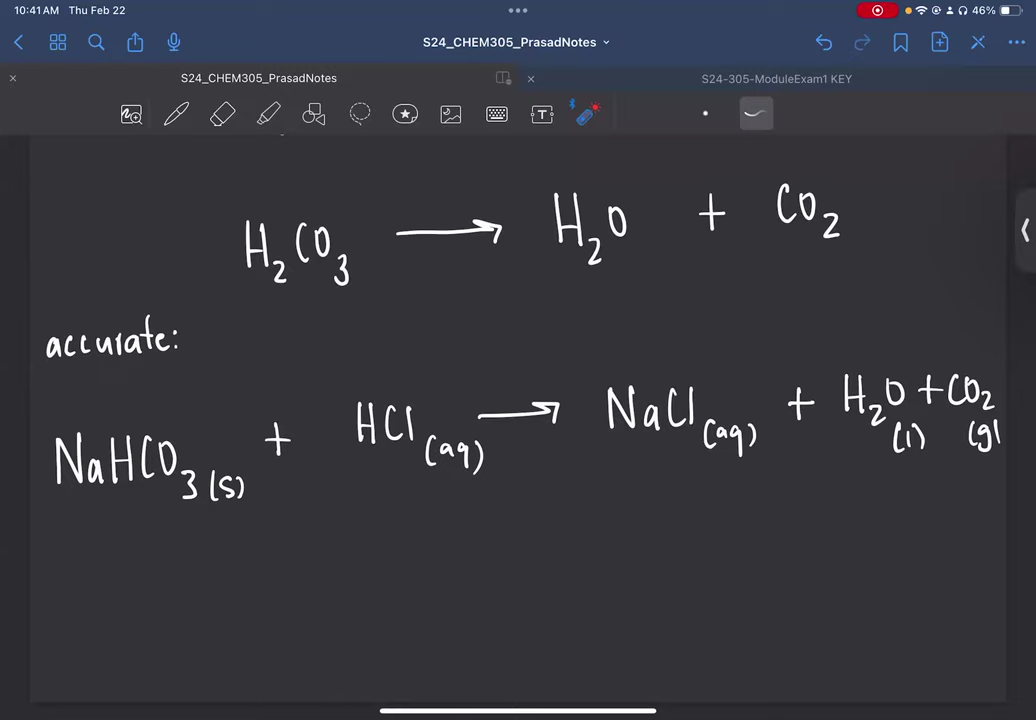 10:41 AM Thu Feb 22 46%
S24_CHEM305_PrasadNotes
S24_CHEM305_PrasadNotes S24-305-ModuleExam1 KEY
H₂CO₃ → H₂O + CO₂
accurate:
NaHCO₃(s) + HCl(aq) → NaCl(aq) + H₂O(l) + CO₂(g)